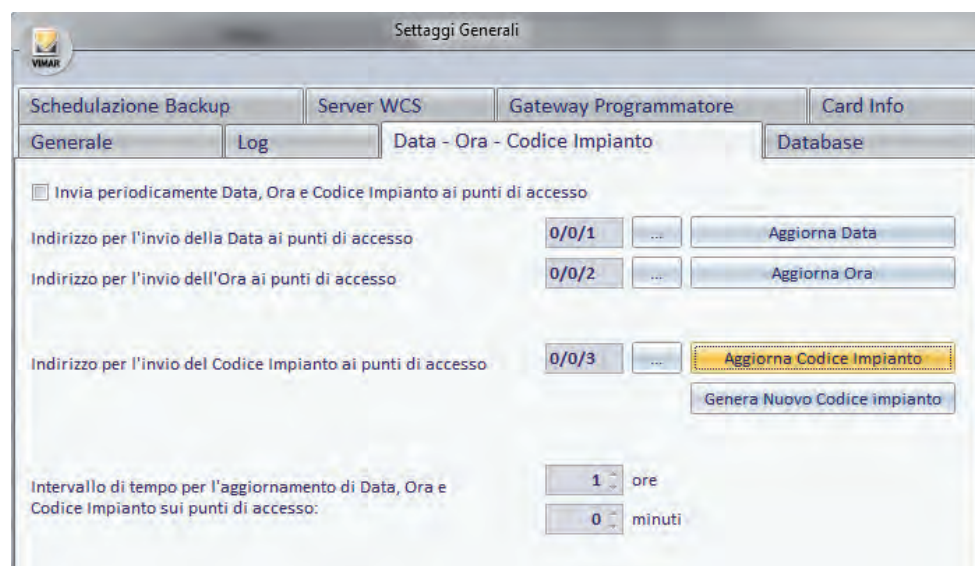 Settaggi Generali
VIMAR
Schedulazione Backup Server WCS Gateway Programmatore Card Info
Generale Log Data - Ora - Codice Impianto Database
Invia periodicamente Data, Ora e Codice Impianto ai punti di accesso
Indirizzo per l'invio della Data ai punti di accesso 0/0/1 ... Aggiorna Data
Indirizzo per l'invio dell'Ora ai punti di accesso 0/0/2 ... Aggiorna Ora
Indirizzo per l'invio del Codice Impianto ai punti di accesso 0/0/3 ... Aggiorna Codice Impianto
Genera Nuovo Codice impianto
Intervallo di tempo per l'aggiornamento di Data, Ora e
Codice Impianto sui punti di accesso:
1 ore
0 minuti